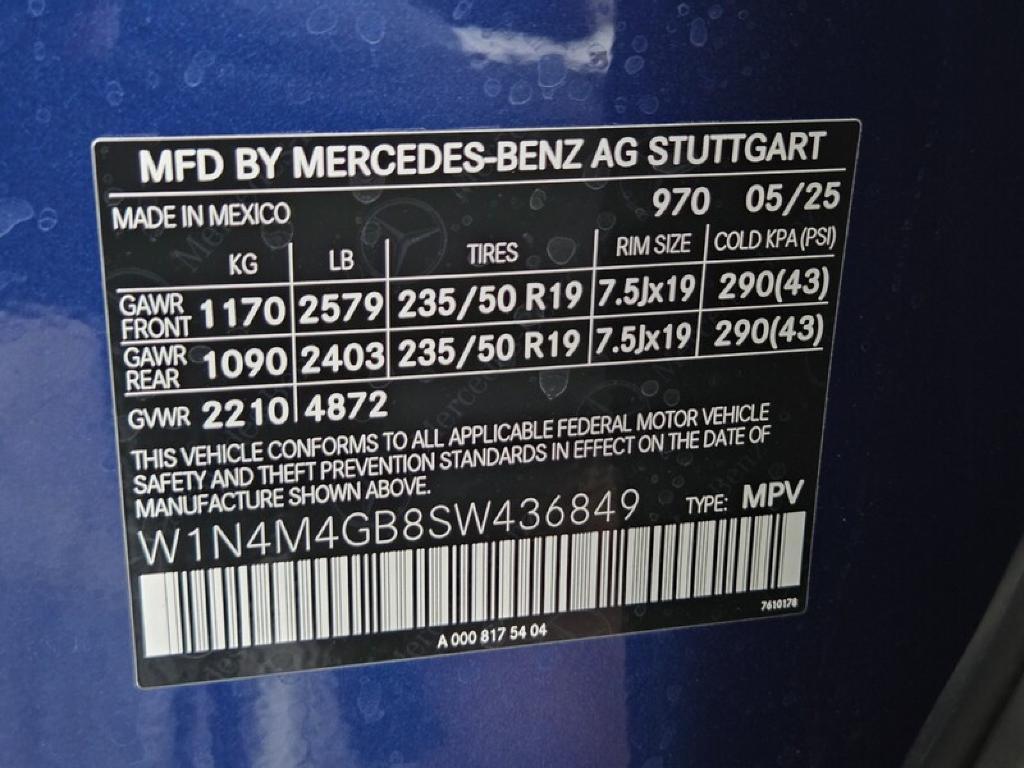 MFD BY MERCEDES-BENZ AG STUTTGART
MADE IN MEXICO 970 05/25
KG LB TIRES RIM SIZE COLD KPA (PSI)
GAWR FRONT 1170 2579 235/50 R19 7.5Jx19 290(43)
GAWR REAR 1090 2403 235/50 R19 7.5Jx19 290(43)
GVWR 2210 4872
THIS VEHICLE CONFORMS TO ALL APPLICABLE FEDERAL MOTOR VEHICLE
SAFETY AND THEFT PREVENTION STANDARDS IN EFFECT ON THE DATE OF
MANUFACTURE SHOWN ABOVE.
W1N4M4GB8SW436849 TYPE: MPV
7610178
A 000 817 54 04